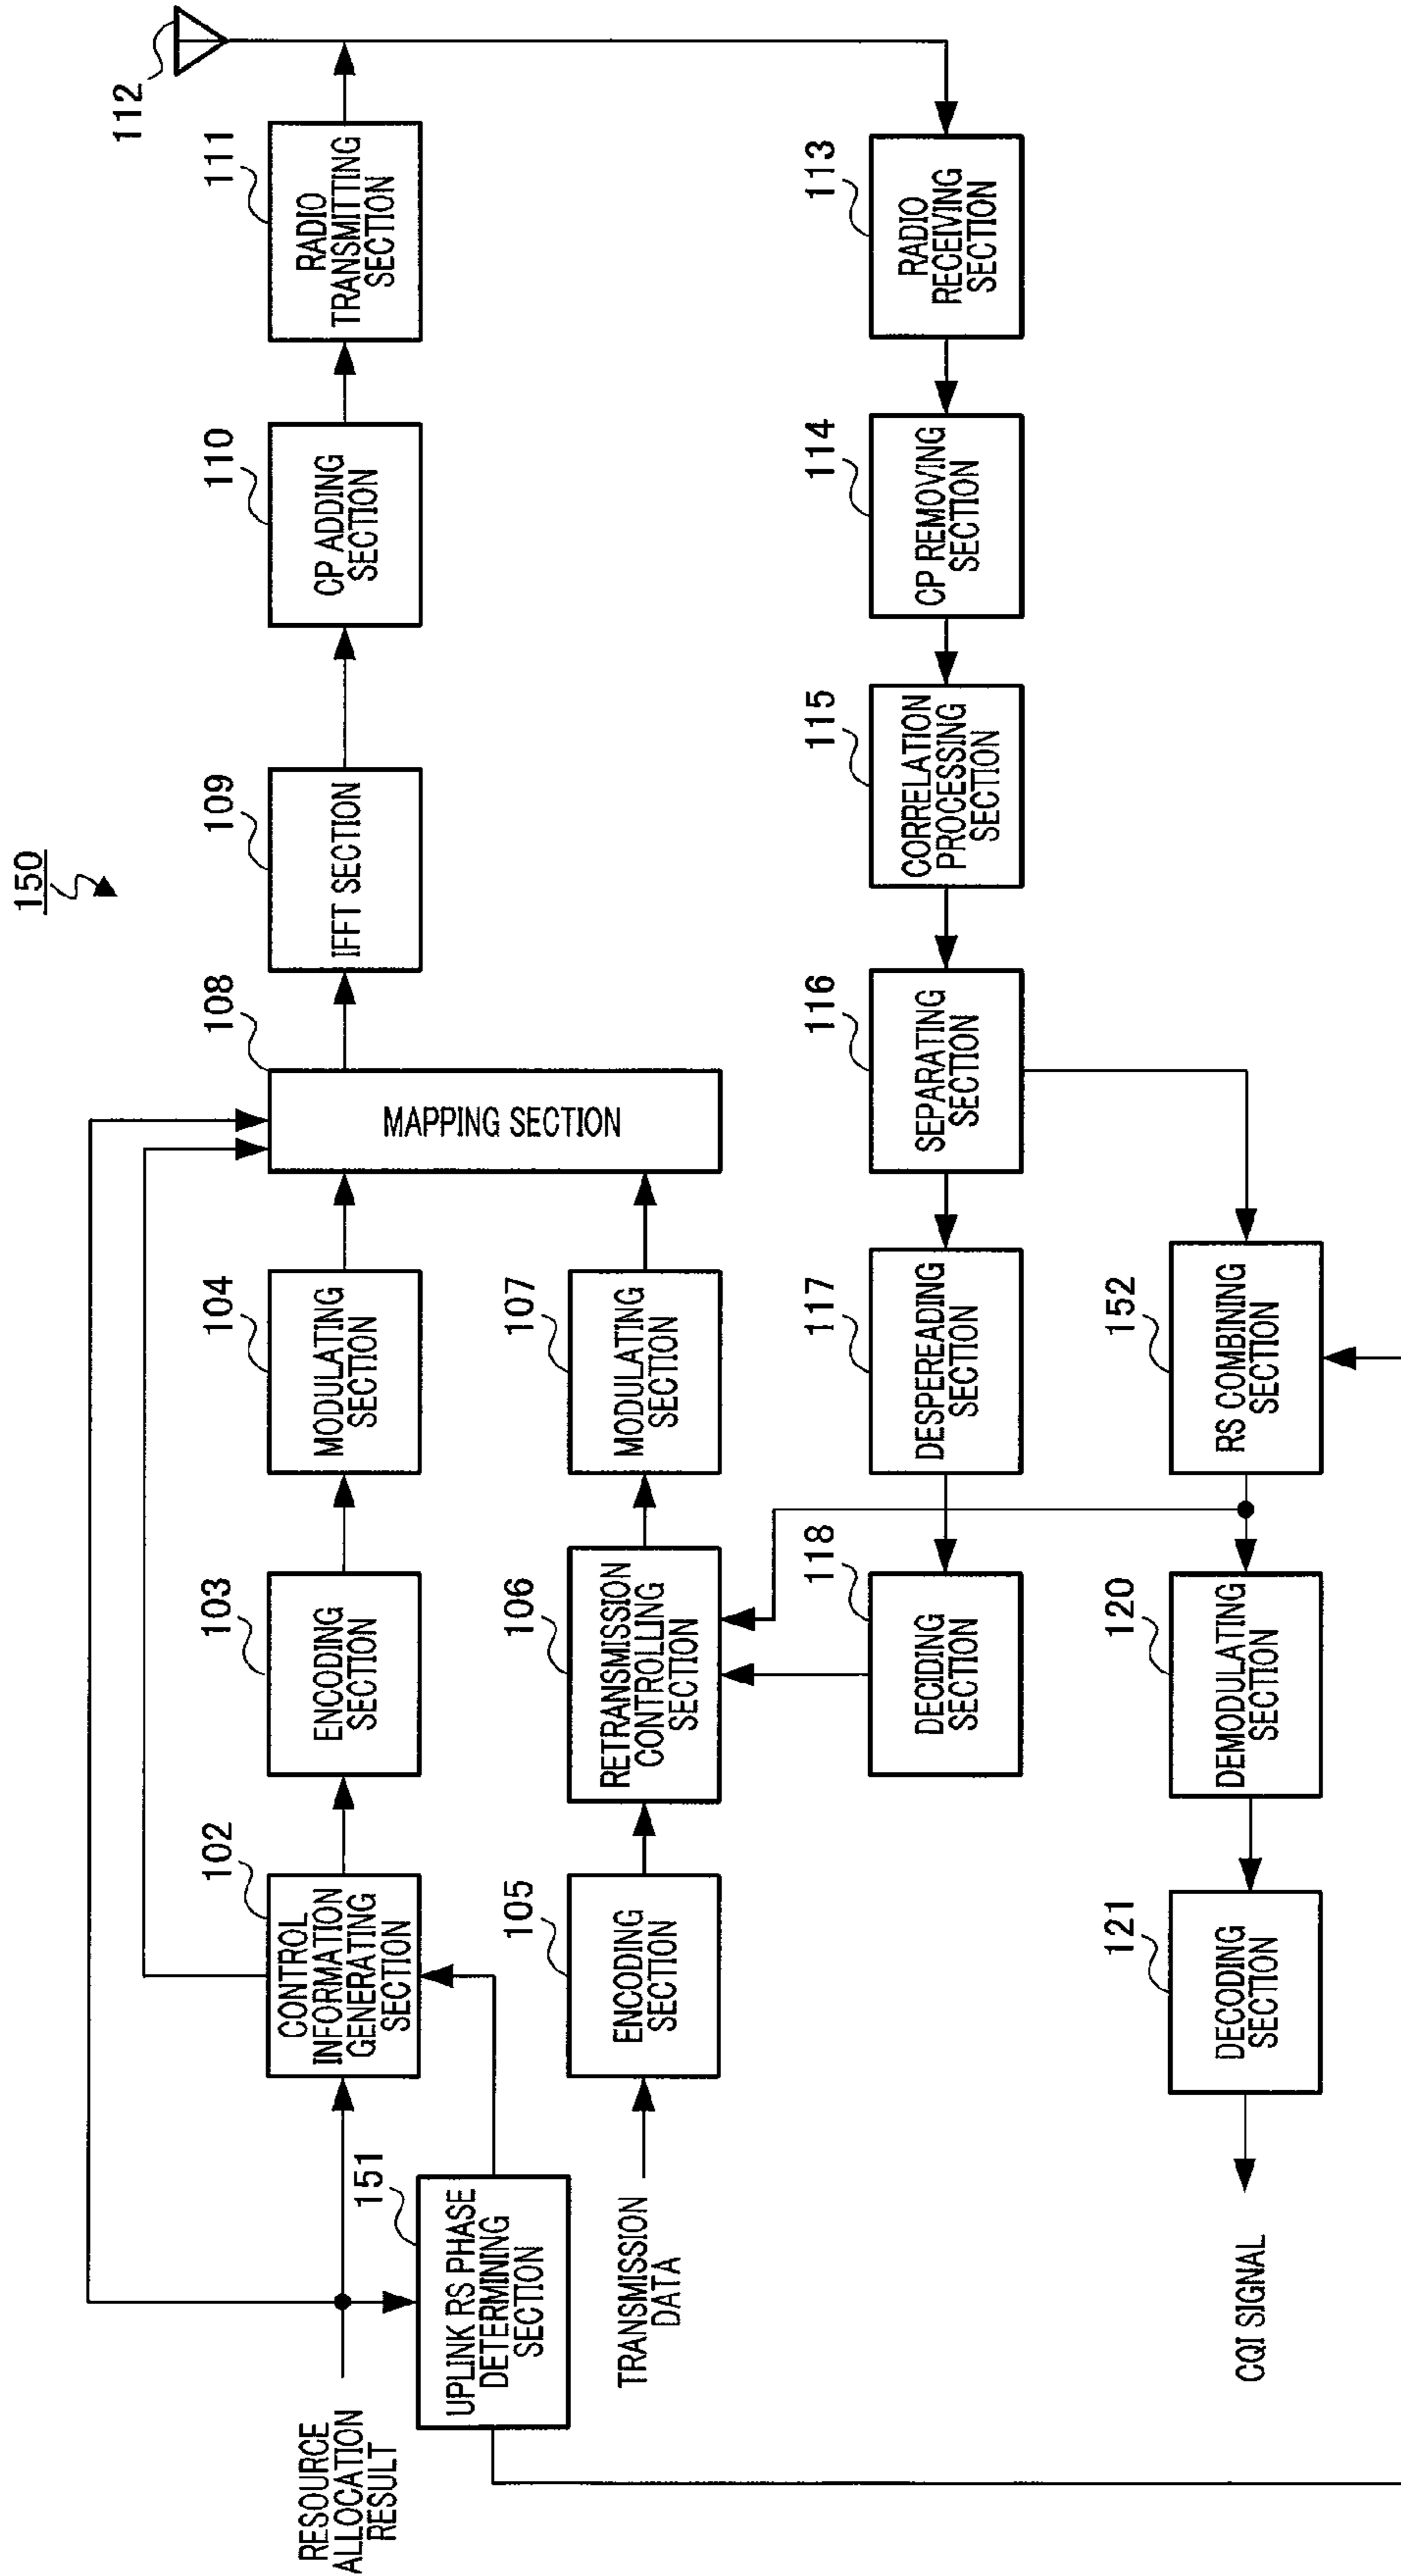 150
RESOURCE
ALLOCATION
RESULT
151
UPLINK RS PHASE
DETERMINING
SECTION
102
CONTROL
INFORMATION
GENERATING
SECTION
103
ENCODING
SECTION
104
MODULATING
SECTION
108
MAPPING SECTION
109
IFFT SECTION
110
CP ADDING
SECTION
111
RADIO
TRANSMITTING
SECTION
112
TRANSMISSION
DATA
105
ENCODING
SECTION
106
RETRANSMISSION
CONTROLLING
SECTION
107
MODULATING
SECTION
118
DECIDING
SECTION
117
DESPEREADING
SECTION
116
SEPARATING
SECTION
115
CORRELATION
PROCESSING
SECTION
114
CP REMOVING
SECTION
113
RADIO
RECEIVING
SECTION
CQI SIGNAL
121
DECODING
SECTION
120
DEMODULATING
SECTION
152
RS COMBINING
SECTION